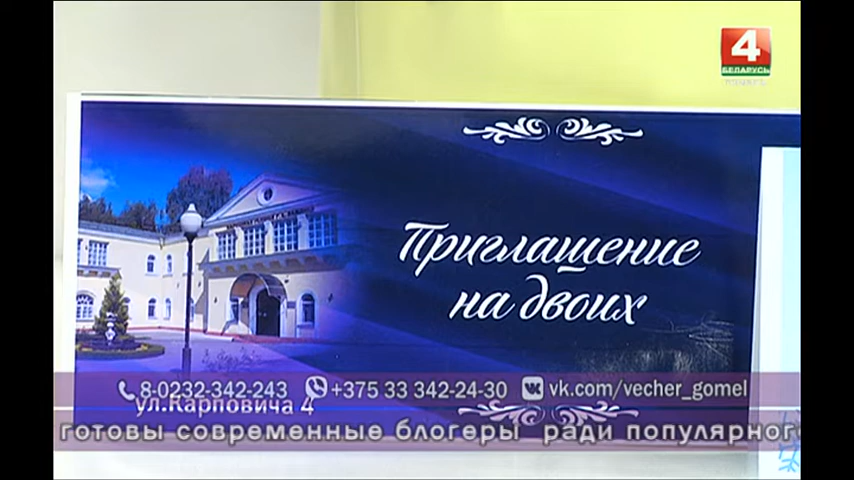 4
БЕЛАРУСЬ
ГОМЕЛЬ
Приглашение
на двоих
8-0232-342-243 +375 33 342-24-30 vk.com/vecher_gomel
ул.Карповича 4
готовы современные блогеры ради популярного